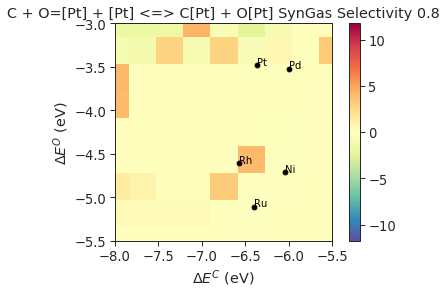 C + O=[Pt] + [Pt] <=> C[Pt] + O[Pt] SynGas Selectivity 0.8
−3.0
−3.5
−4.0
−4.5
−5.0
−5.5
ΔE^O (eV)
Pt
Pd
Rh
Ni
Ru
−8.0 −7.5 −7.0 −6.5 −6.0 −5.5
ΔE^C (eV)
10
5
0
−5
−10